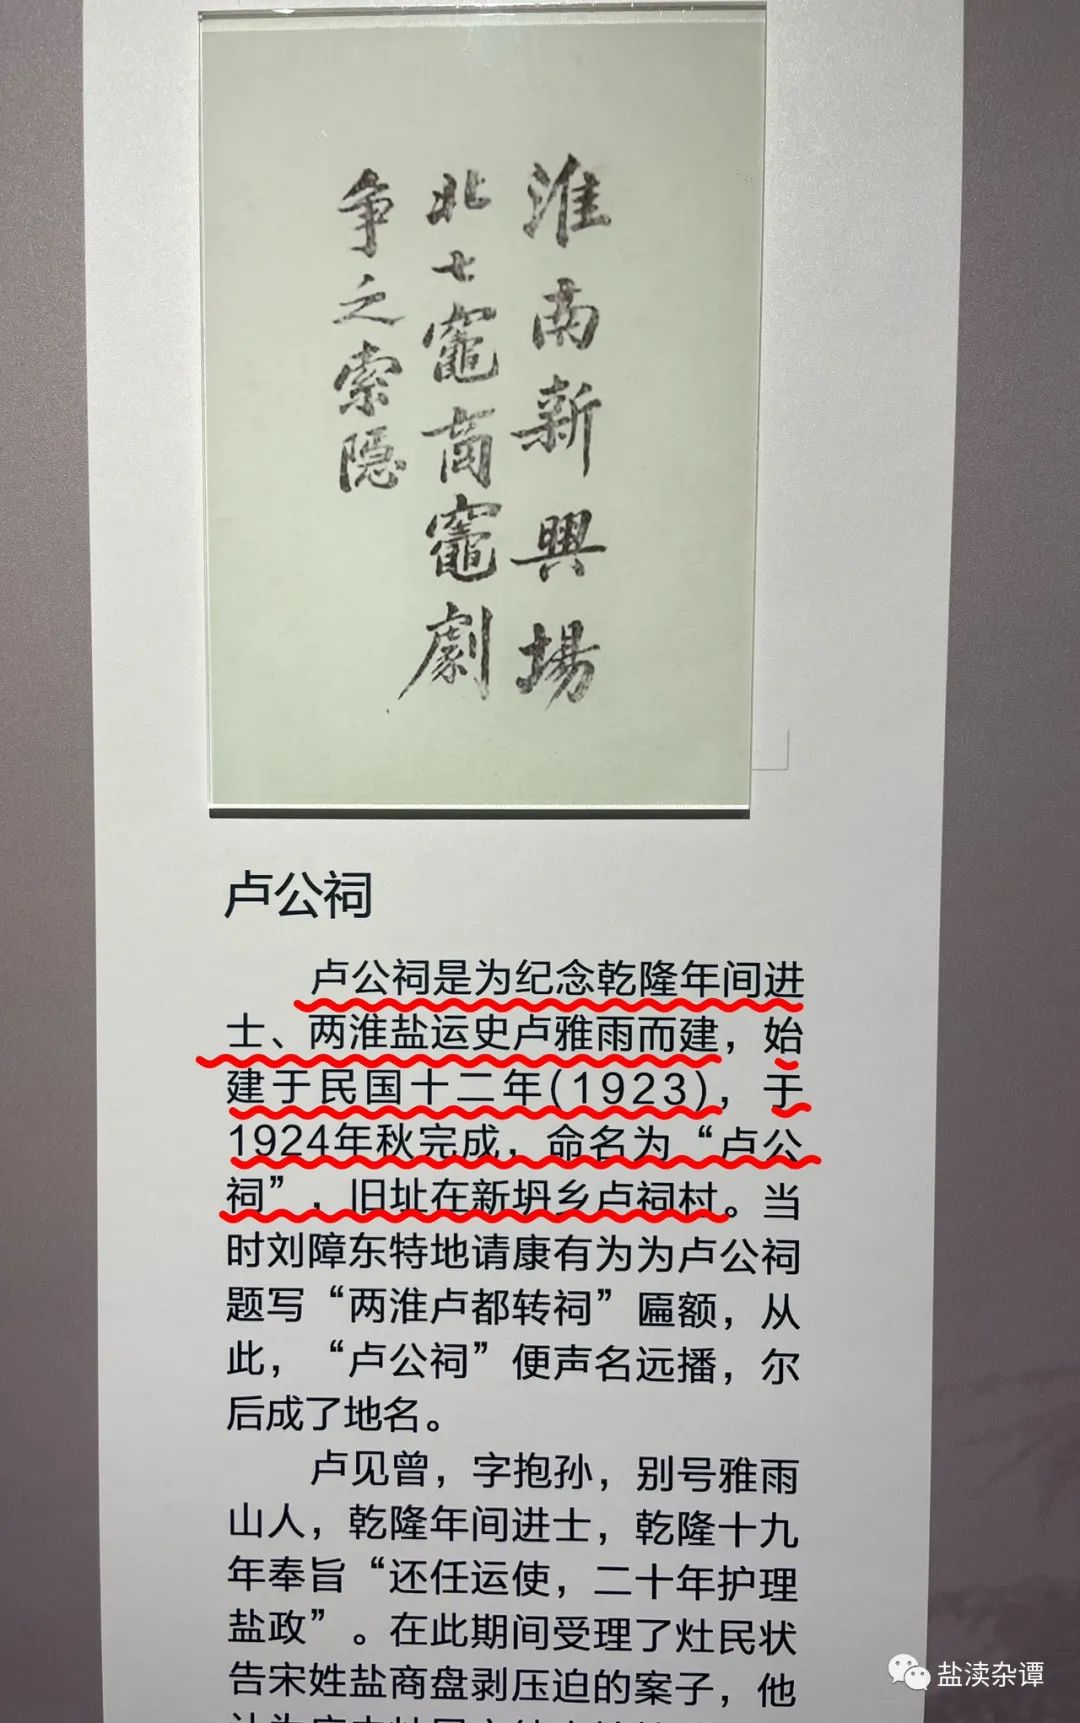 淮南新興場
北七竈商竈劇
争之索隐
卢公祠
卢公祠是为纪念乾隆年间进
士、两淮盐运史卢雅雨而建，始
建于民国十二年(1923)，于
1924年秋完成，命名为“卢公
祠”，旧址在新坍乡卢祠村。当
时刘障东特地请康有为为卢公祠
题写“两淮卢都转祠”匾额，从
此，“卢公祠”便声名远播，尔
后成了地名。
卢见曾，字抱孙，别号雅雨
山人，乾隆年间进士，乾隆十九
年奉旨“还任运使，二十年护理
盐政”。在此期间受理了灶民状
告宋姓盐商盘剥压迫的案子，他
盐渎杂谭